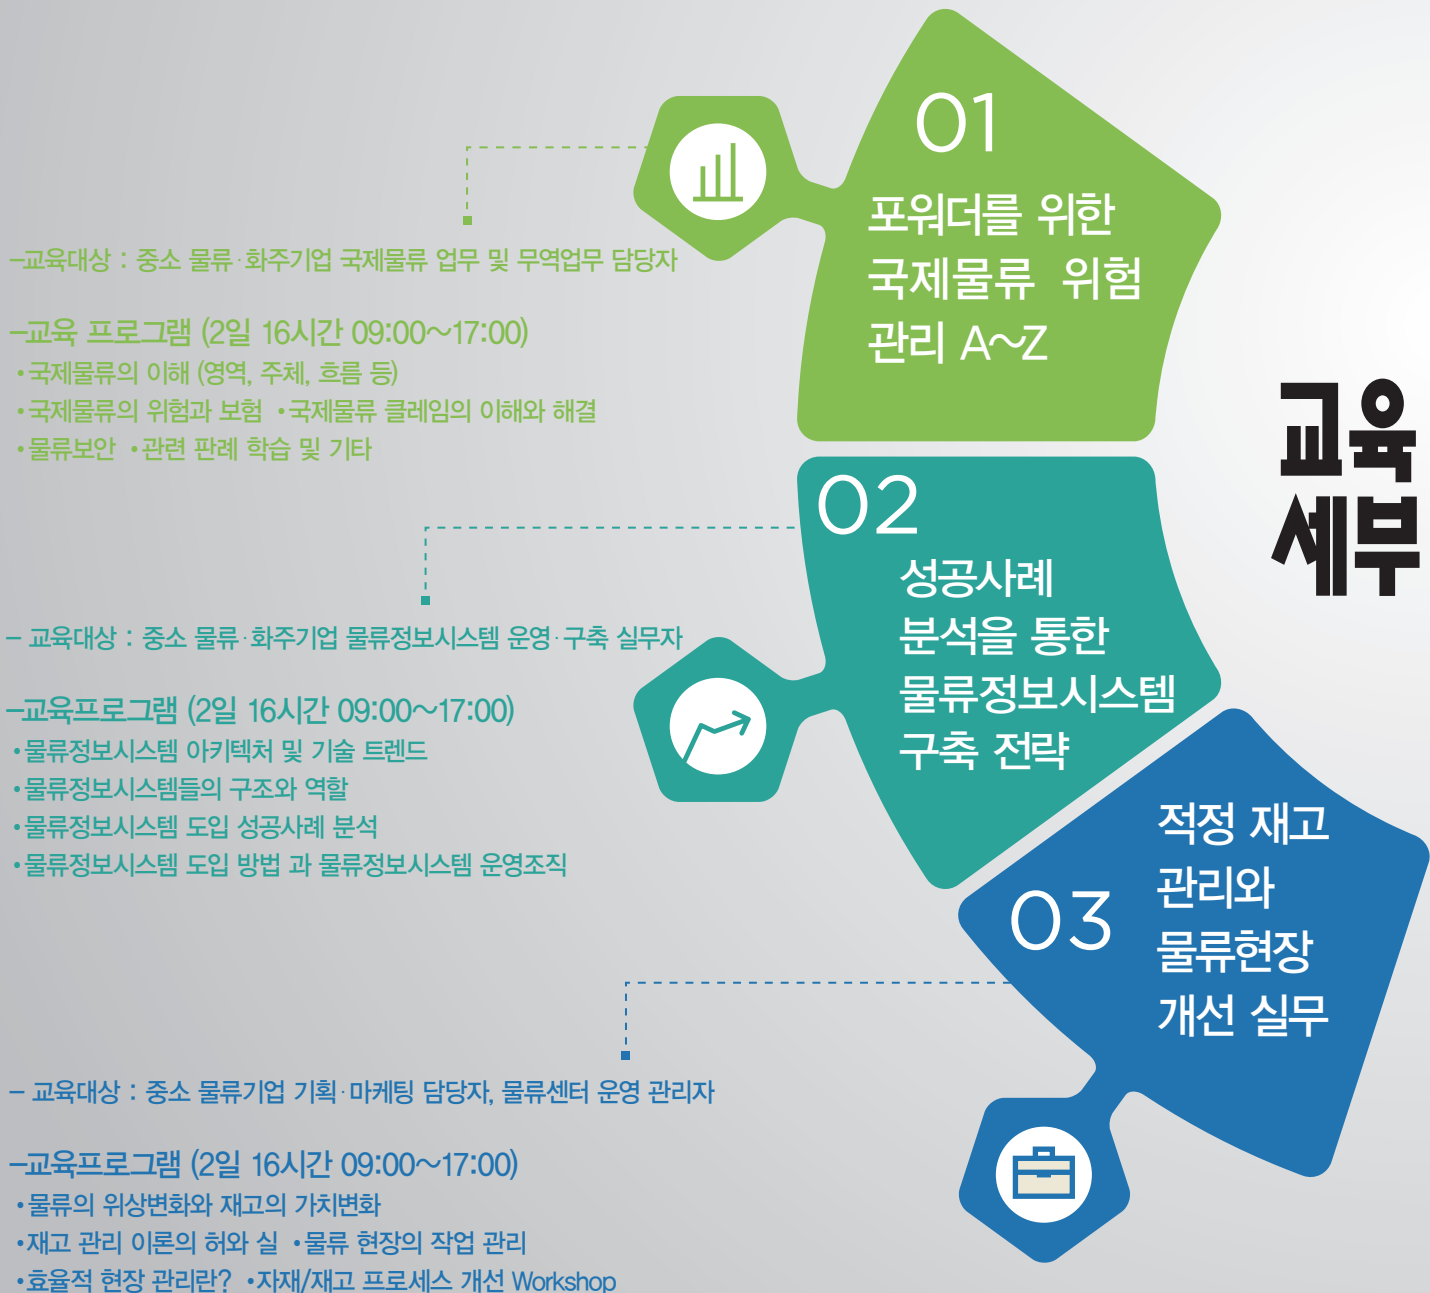 01
포워더를 위한
국제물류 위험
관리 A~Z
-교육대상 : 중소 물류·화주기업 국제물류 업무 및 무역업무 담당자
-교육 프로그램 (2일 16시간 09:00~17:00)
•국제물류의 이해 (영역, 주체, 흐름 등)
•국제물류의 위험과 보험 •국제물류 클레임의 이해와 해결
•물류보안 •관련 판례 학습 및 기타
교육
세부
02
성공사례
분석을 통한
물류정보시스템
구축 전략
- 교육대상 : 중소 물류·화주기업 물류정보시스템 운영·구축 실무자
-교육프로그램 (2일 16시간 09:00~17:00)
•물류정보시스템 아키텍처 및 기술 트렌드
•물류정보시스템들의 구조와 역할
•물류정보시스템 도입 성공사례 분석
•물류정보시스템 도입 방법 과 물류정보시스템 운영조직
03
적정 재고
관리와
물류현장
개선 실무
- 교육대상 : 중소 물류기업 기획·마케팅 담당자, 물류센터 운영 관리자
-교육프로그램 (2일 16시간 09:00~17:00)
•물류의 위상변화와 재고의 가치변화
•재고 관리 이론의 허와 실 •물류 현장의 작업 관리
•효율적 현장 관리란? •자재/재고 프로세스 개선 Workshop